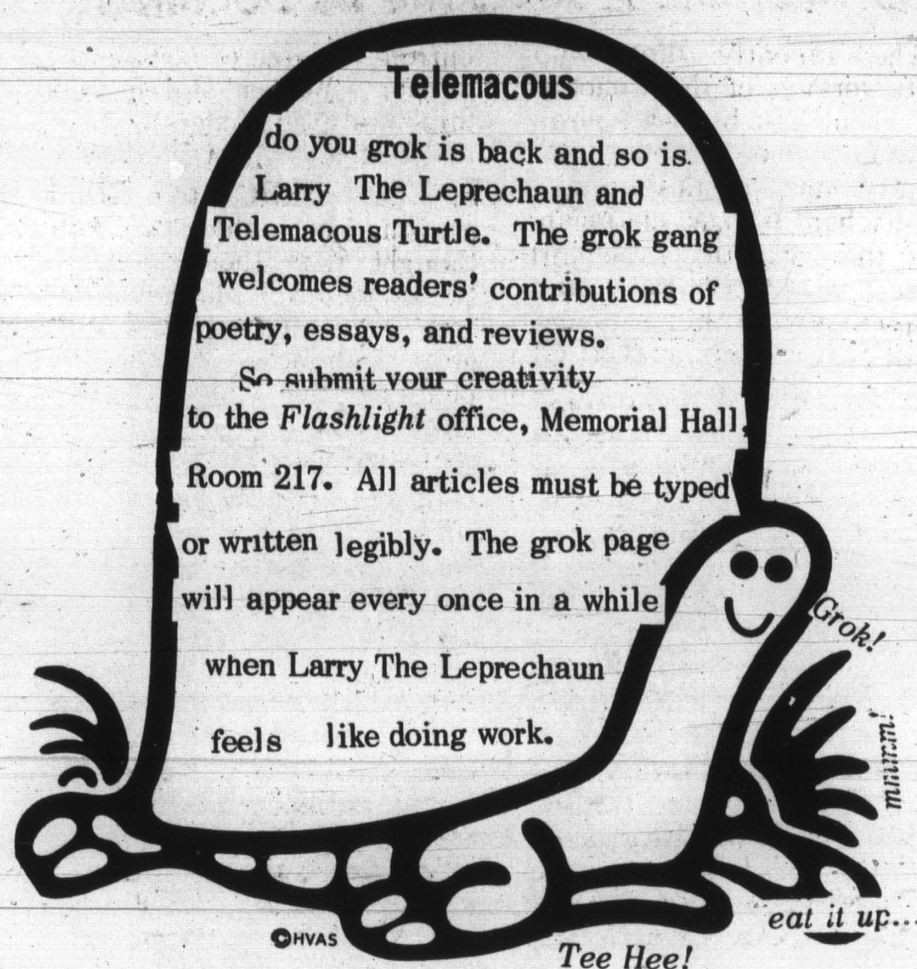 Telemacous
do you grok is back and so is.
Larry The Leprechaun and
Telemacous Turtle. The grok gang
welcomes readers' contributions of
poetry, essays, and reviews.
So submit your creativity
to the Flashlight office, Memorial Hall,
Room 217. All articles must be typed
or written legibly. The grok page
will appear every once in a while
when Larry The Leprechaun
feels like doing work.
Grok!
eat it up...
©HVAS
Tee Hee!